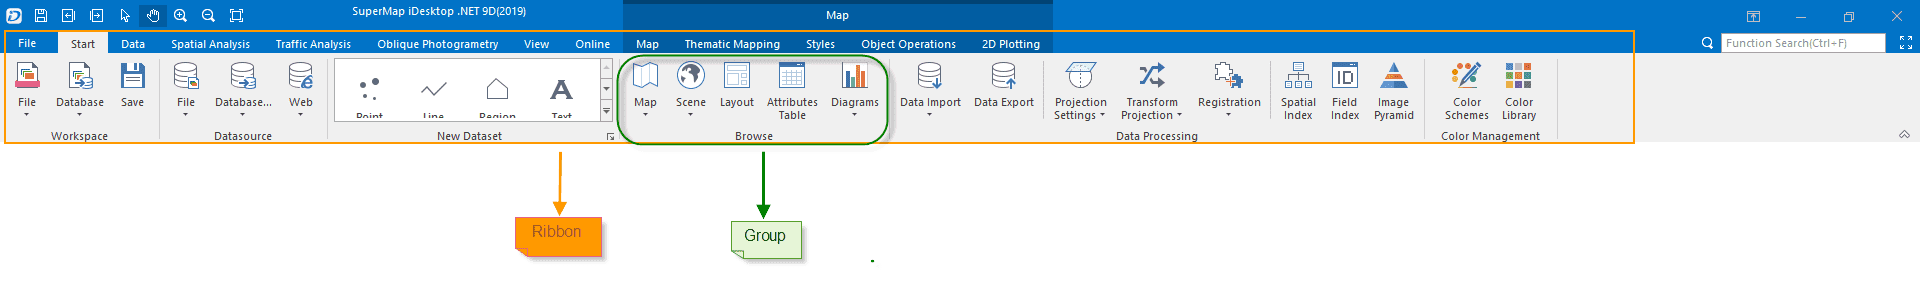 SuperMap iDesktop .NET 9D(2019)
Map
File Start Data Spatial Analysis Traffic Analysis Oblique Photogrametry View Online Map Thematic Mapping Styles Object Operations 2D Plotting
Function Search(Ctrl+F)
File Database Save
Workspace
File Database... Web
Datasource
Point Line Region Text
New Dataset
Map Scene Layout Attributes Table Diagrams
Browse
Data Import Data Export
Projection Settings Transform Projection Registration
Spatial Index Field Index Image Pyramid
Data Processing
Color Schemes Color Library
Color Management
Ribbon
Group